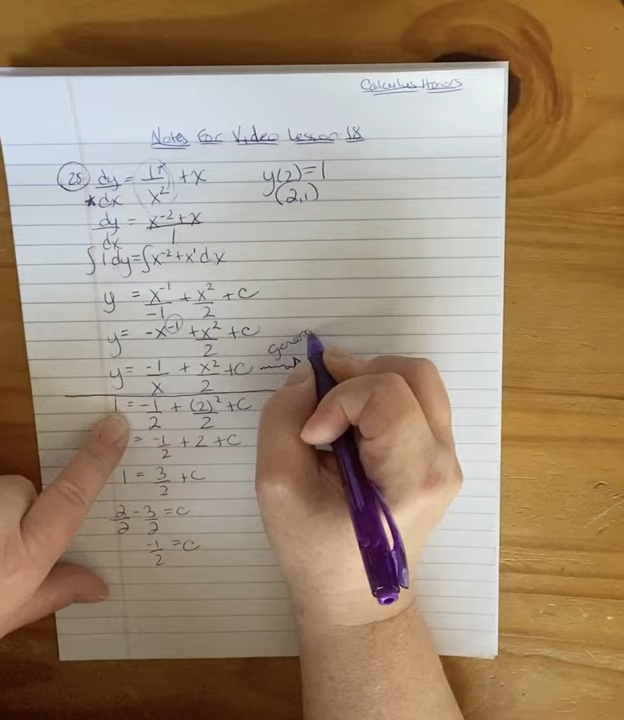 Calculus Honors
Notes For Video Lesson 18
28 dy/dx = 1/x² + x y(2)=1
* (2,1)
dy/dx = x⁻²+x/1
∫1dy=∫x⁻²+x¹dx
y = x⁻¹/-1 + x²/2 + C
y = -x⁻¹ + x²/2 + C
y = -1/x + x²/2 + C genera
1 = -1/2 + (2)²/2 + C
= -1/2 + 2 + C
1 = 3/2 + C
2/2 - 3/2 = C
-1/2 = C